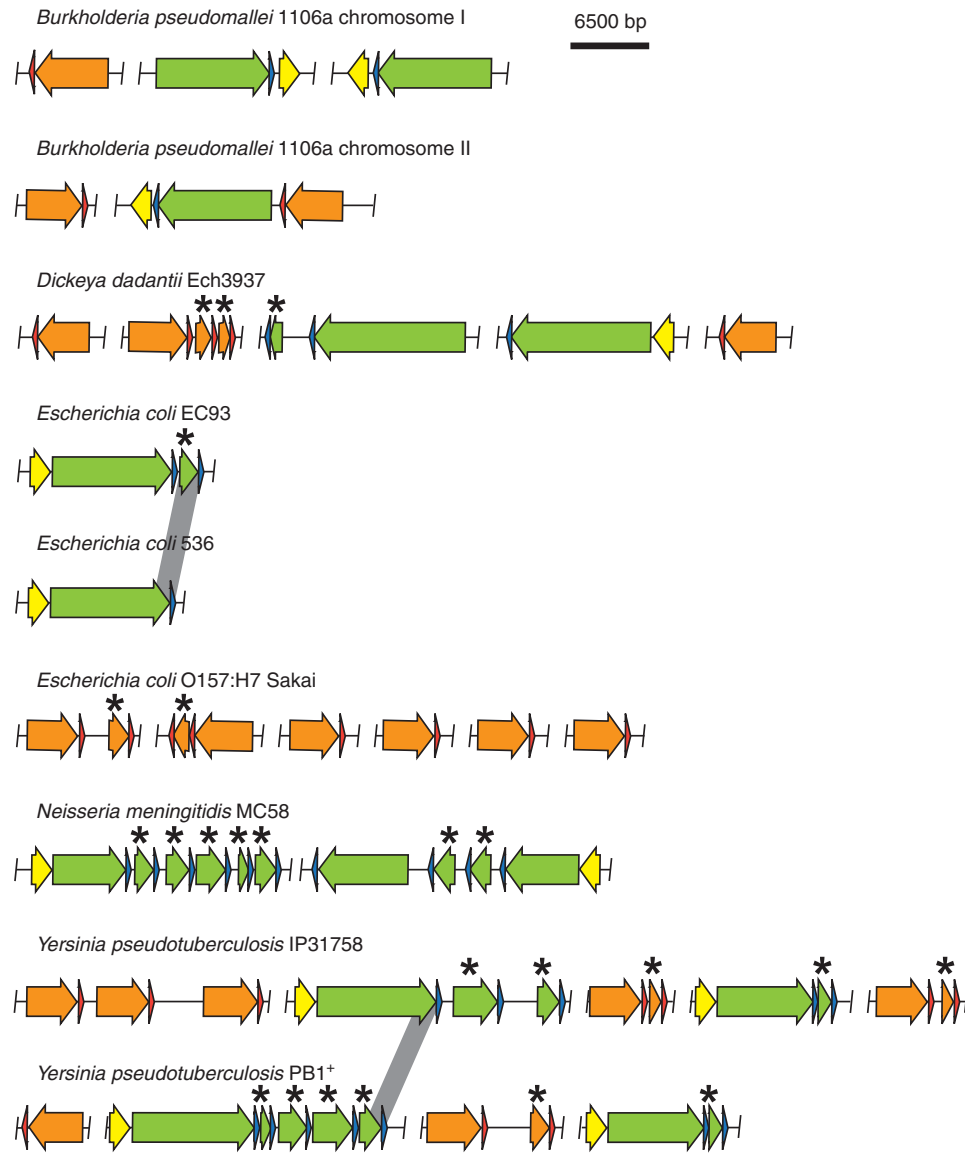 Burkholderia pseudomallei 1106a chromosome I
6500 bp
Burkholderia pseudomallei 1106a chromosome II
Dickeya dadantii Ech3937
* * *
Escherichia coli EC93
*
Escherichia coli 536
Escherichia coli O157:H7 Sakai
* *
Neisseria meningitidis MC58
* * * * * * *
Yersinia pseudotuberculosis IP31758
* * * * *
Yersinia pseudotuberculosis PB1⁺
* * * * * *